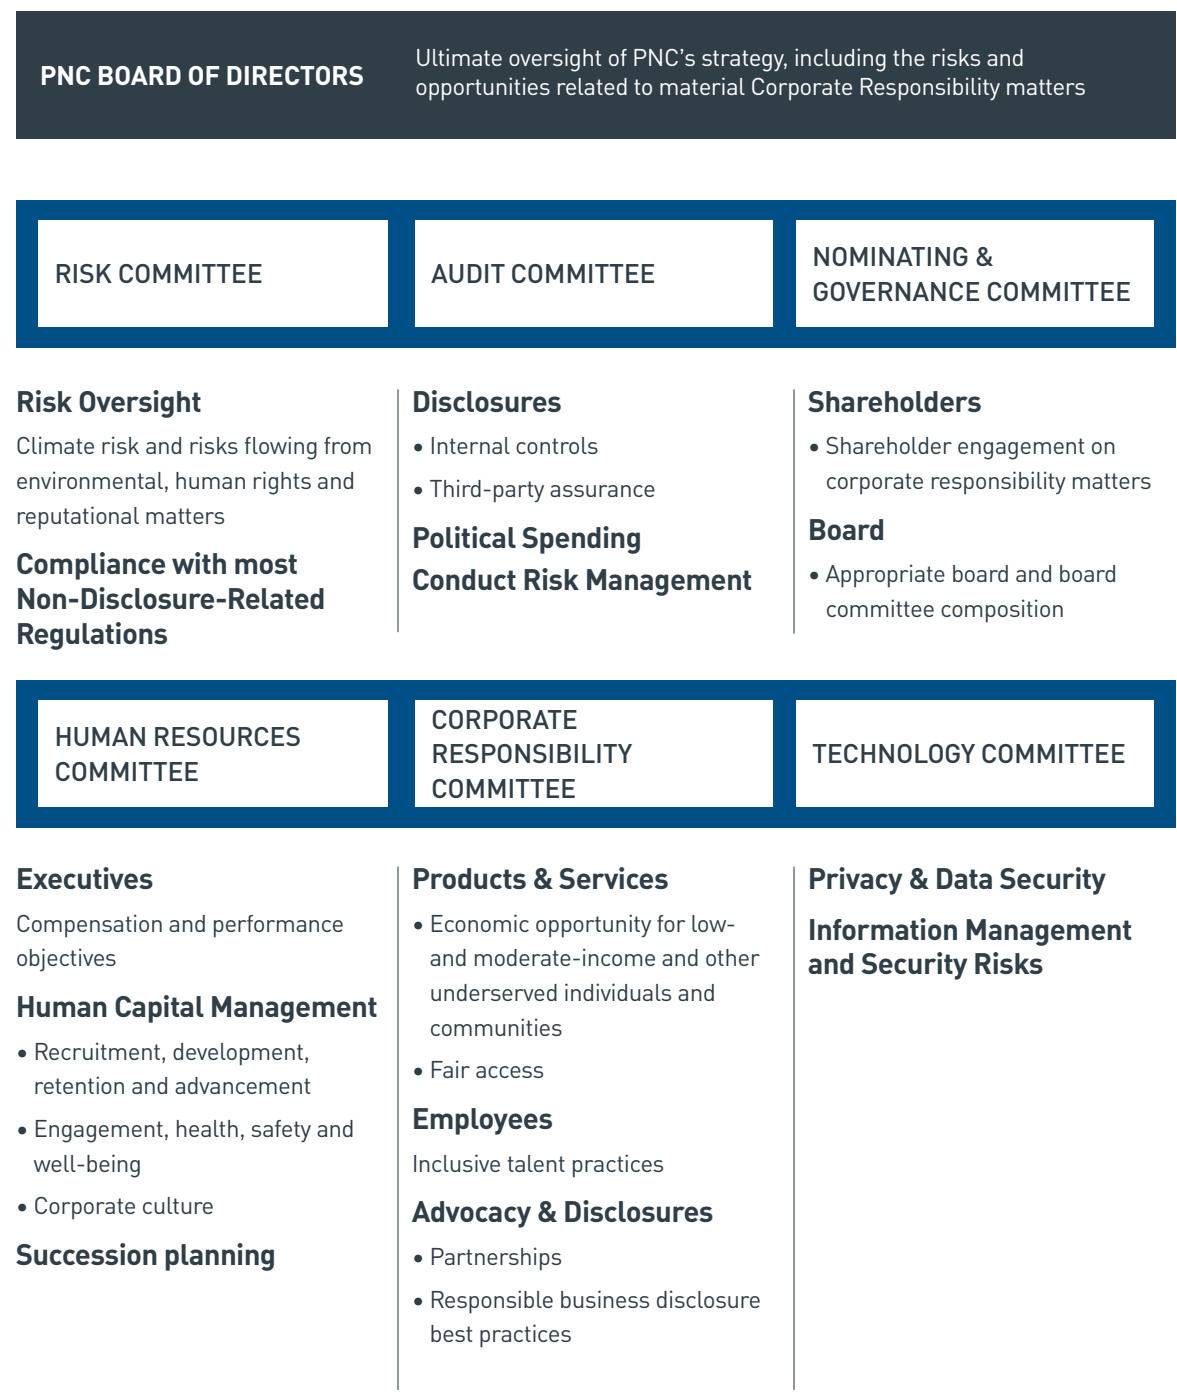 PNC BOARD OF DIRECTORS
Ultimate oversight of PNC's strategy, including the risks and
opportunities related to material Corporate Responsibility matters
RISK COMMITTEE
AUDIT COMMITTEE
NOMINATING &
GOVERNANCE COMMITTEE
Risk Oversight
Climate risk and risks flowing from
environmental, human rights and
reputational matters
Compliance with most
Non-Disclosure-Related
Regulations
Disclosures
• Internal controls
• Third-party assurance
Political Spending
Conduct Risk Management
Shareholders
• Shareholder engagement on
corporate responsibility matters
Board
• Appropriate board and board
committee composition
HUMAN RESOURCES
COMMITTEE
CORPORATE
RESPONSIBILITY
COMMITTEE
TECHNOLOGY COMMITTEE
Executives
Compensation and performance
objectives
Human Capital Management
• Recruitment, development,
retention and advancement
• Engagement, health, safety and
well-being
• Corporate culture
Succession planning
Products & Services
• Economic opportunity for low-
and moderate-income and other
underserved individuals and
communities
• Fair access
Employees
Inclusive talent practices
Advocacy & Disclosures
• Partnerships
• Responsible business disclosure
best practices
Privacy & Data Security
Information Management
and Security Risks